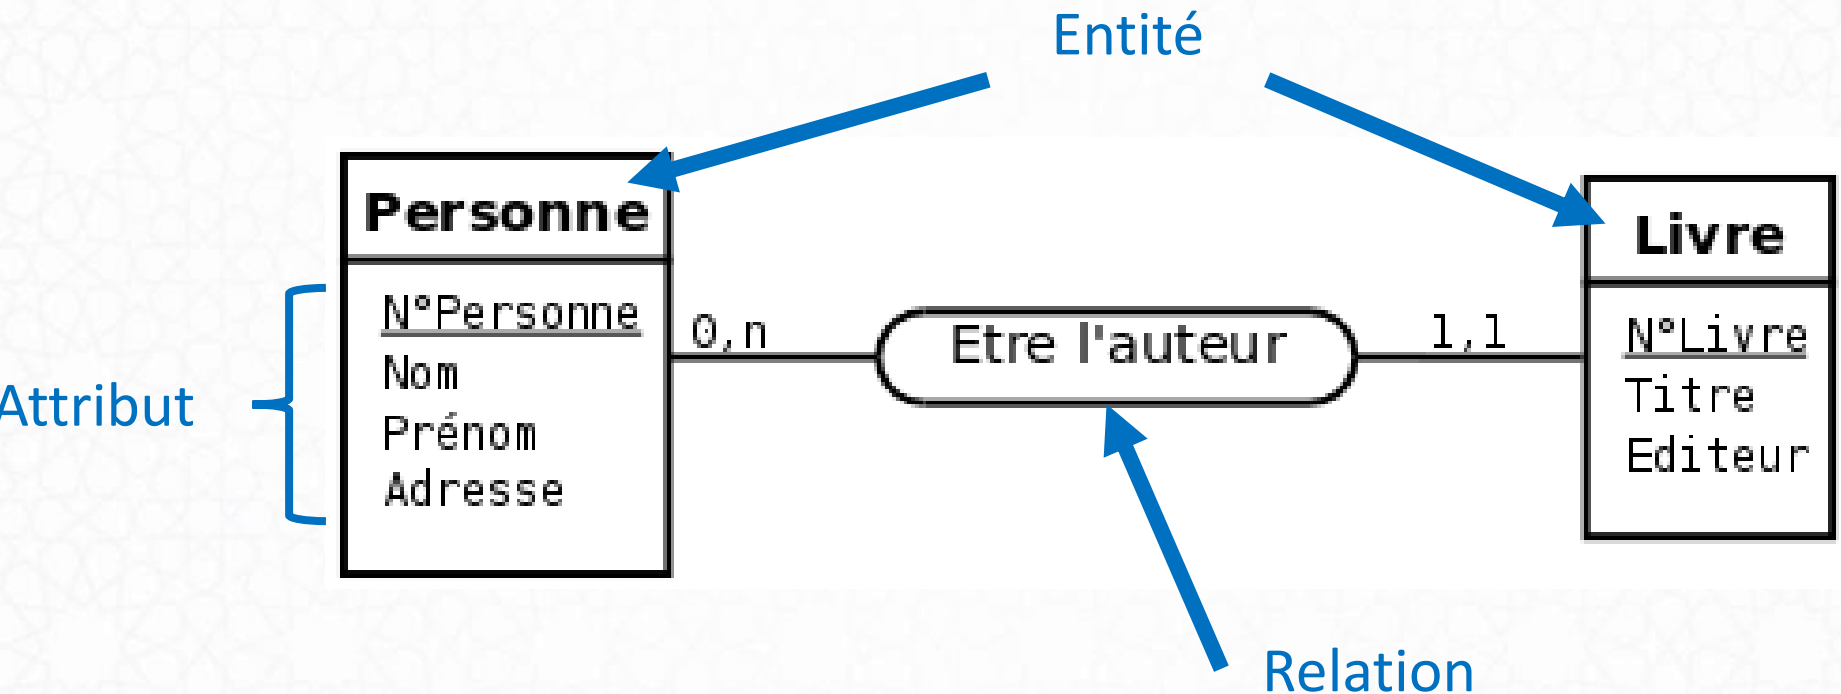 Entité
Personne
N°Personne
Nom
Prénom
Adresse
Attribut
0,n
Etre l'auteur
1,1
Livre
N°Livre
Titre
Editeur
Relation